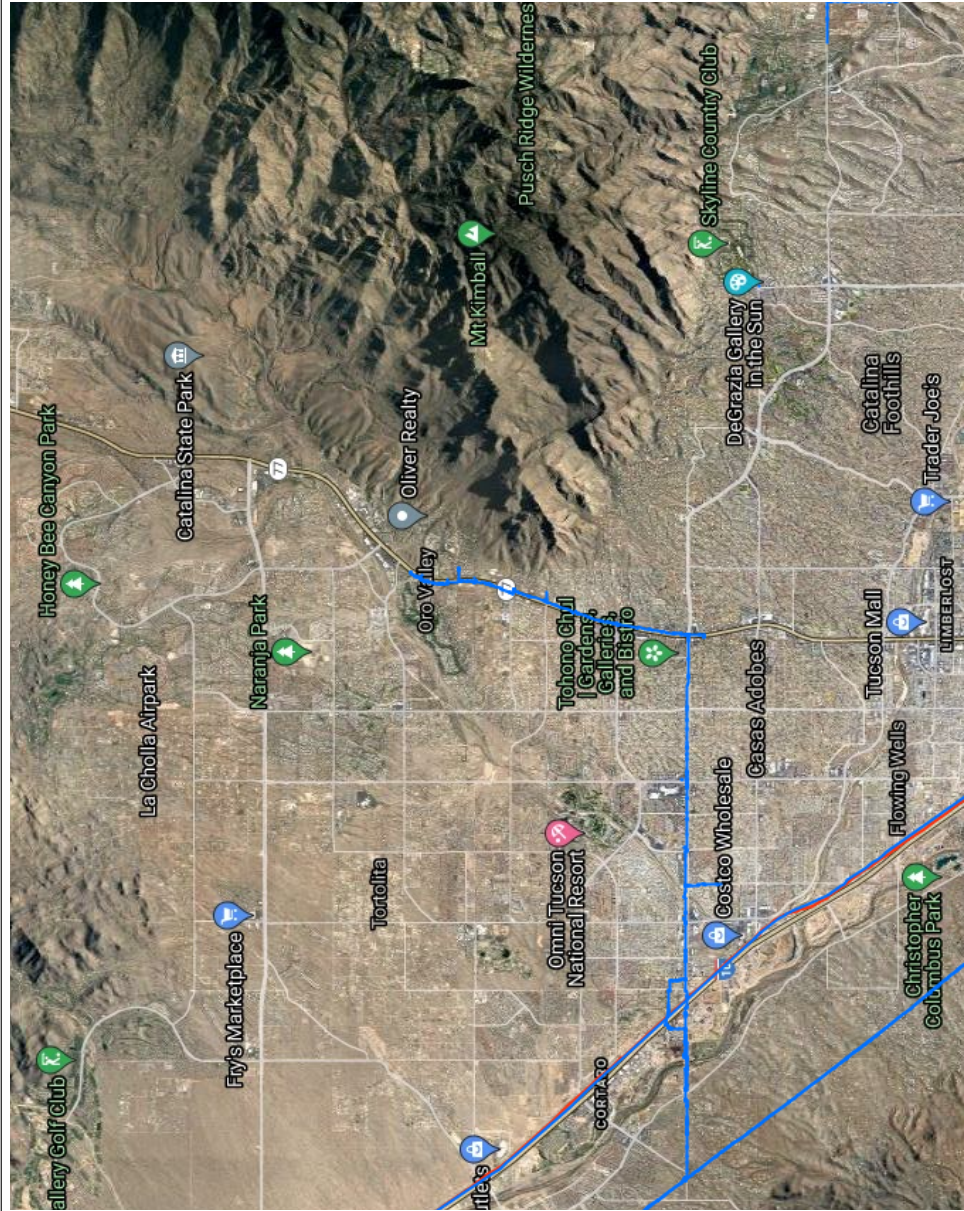 allery Golf Club
Honey Bee Canyon Park
La Cholla Airpark
Catalina State Park
Fry's Marketplace
Naranja Park
77
Tortolita
Oliver Realty
Oro Valley
utlets
Mt Kimball
77
Pusch Ridge Wildernes
Omni Tucson
National Resort
Tohono Chul
| Gardens,
Galleries,
and Bistro
CORTARO
Skyline Country Club
Costco Wholesale
DeGrazia Gallery
in the Sun
Casas Adobes
Tucson Mall
Catalina
Foothills
Flowing Wells
Christopher
Columbus Park
Trader Joe's
LIMBERLOST